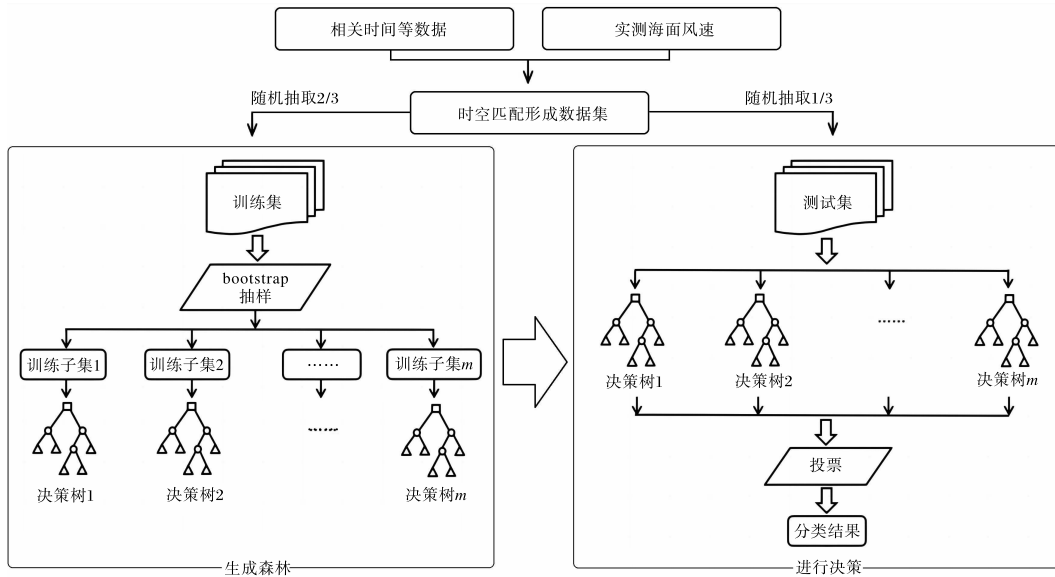 相关时间等数据
实测海面风速
随机抽取2/3
时空匹配形成数据集
随机抽取1/3
训练集
bootstrap
抽样
训练子集1
训练子集2
……
训练子集m
……
决策树1
决策树2
决策树m
生成森林
测试集
……
决策树1
决策树2
决策树m
投票
分类结果
进行决策